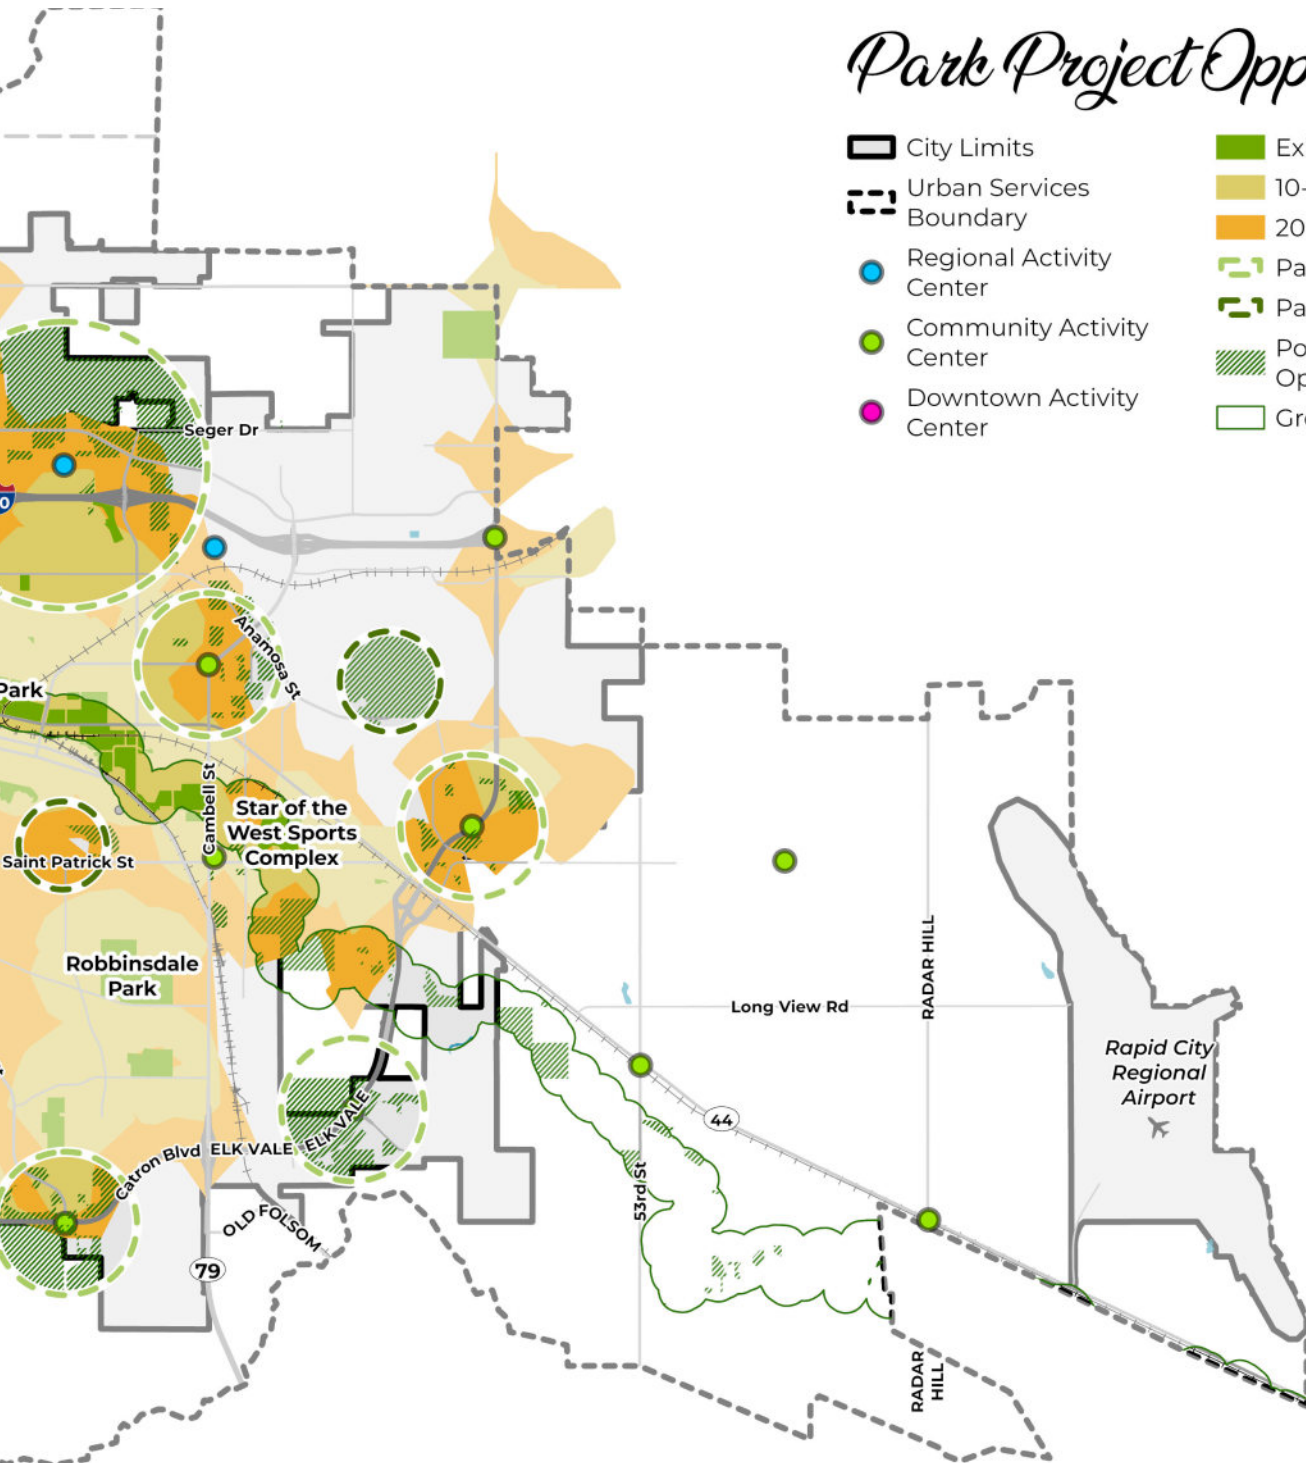 Park Project Opp
City Limits
Urban Services
Boundary
Regional Activity
Center
Community Activity
Center
Downtown Activity
Center
Ex
10-
20
Pa
Pa
Po
Op
Gre
Seger Dr
0
Anamosa St
Park
Cambell St
Star of the
West Sports
Complex
Saint Patrick St
Robbinsdale
Park
RADAR HILL
Long View Rd
Rapid City
Regional
Airport
44
ELK VALE
ELK VALE
Catron Blvd
53rd St
OLD FOLSOM
79
RADAR
HILL